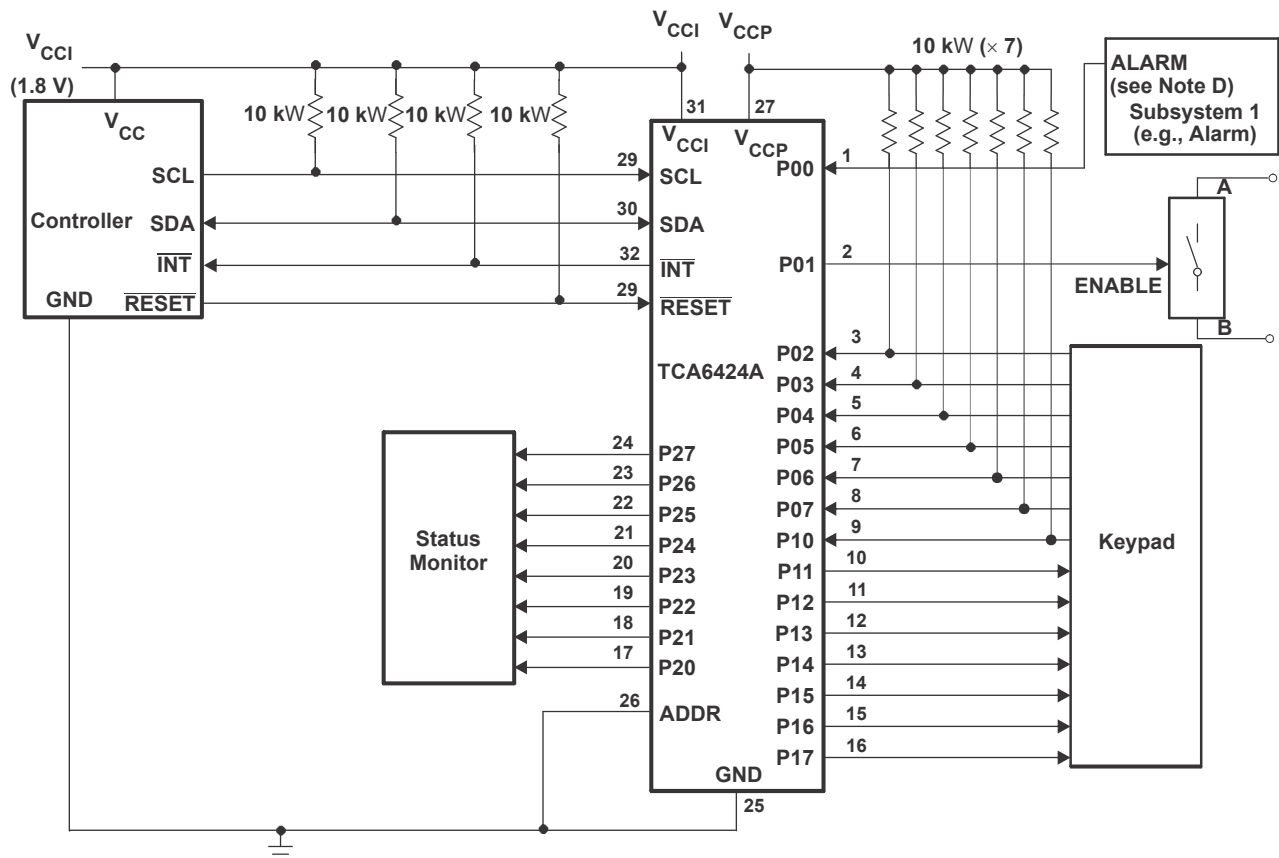 V_CCI
V_CCP
V_CCI
(1.8 V)
10 kW (× 7)
ALARM
(see Note D)
Subsystem 1
(e.g., Alarm)
V_CC
10 kW
10 kW
10 kW
10 kW
31
27
V_CCI
V_CCP
SCL
29
SCL
P00
1
A
Controller
SDA
30
SDA
INT
32
INT
P01
2
ENABLE
GND
RESET
29
RESET
B
TCA6424A
P02
3
P03
4
P04
5
P05
6
P06
7
P07
8
P10
9
P11
10
P12
11
P13
12
P14
13
P15
14
P16
15
P17
16
Keypad
Status
Monitor
24
P27
23
P26
22
P25
21
P24
20
P23
19
P22
18
P21
17
P20
26
ADDR
GND
25